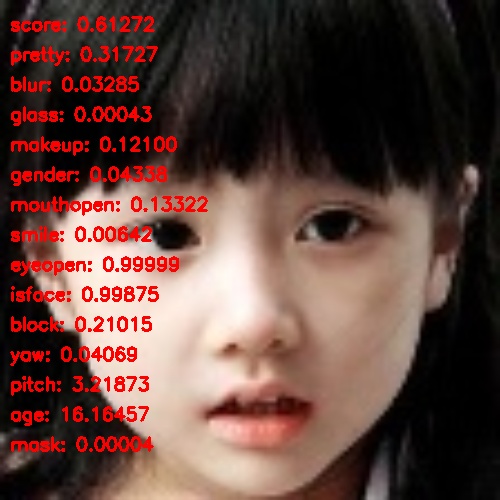 score: 0.61272
pretty: 0.31727
blur: 0.03285
glass: 0.00043
makeup: 0.12100
gender: 0.04338
mouthopen: 0.13322
smile: 0.00642
eyeopen: 0.99999
isface: 0.99875
block: 0.21015
yaw: 0.04069
pitch: 3.21873
age: 16.16457
mask: 0.00004